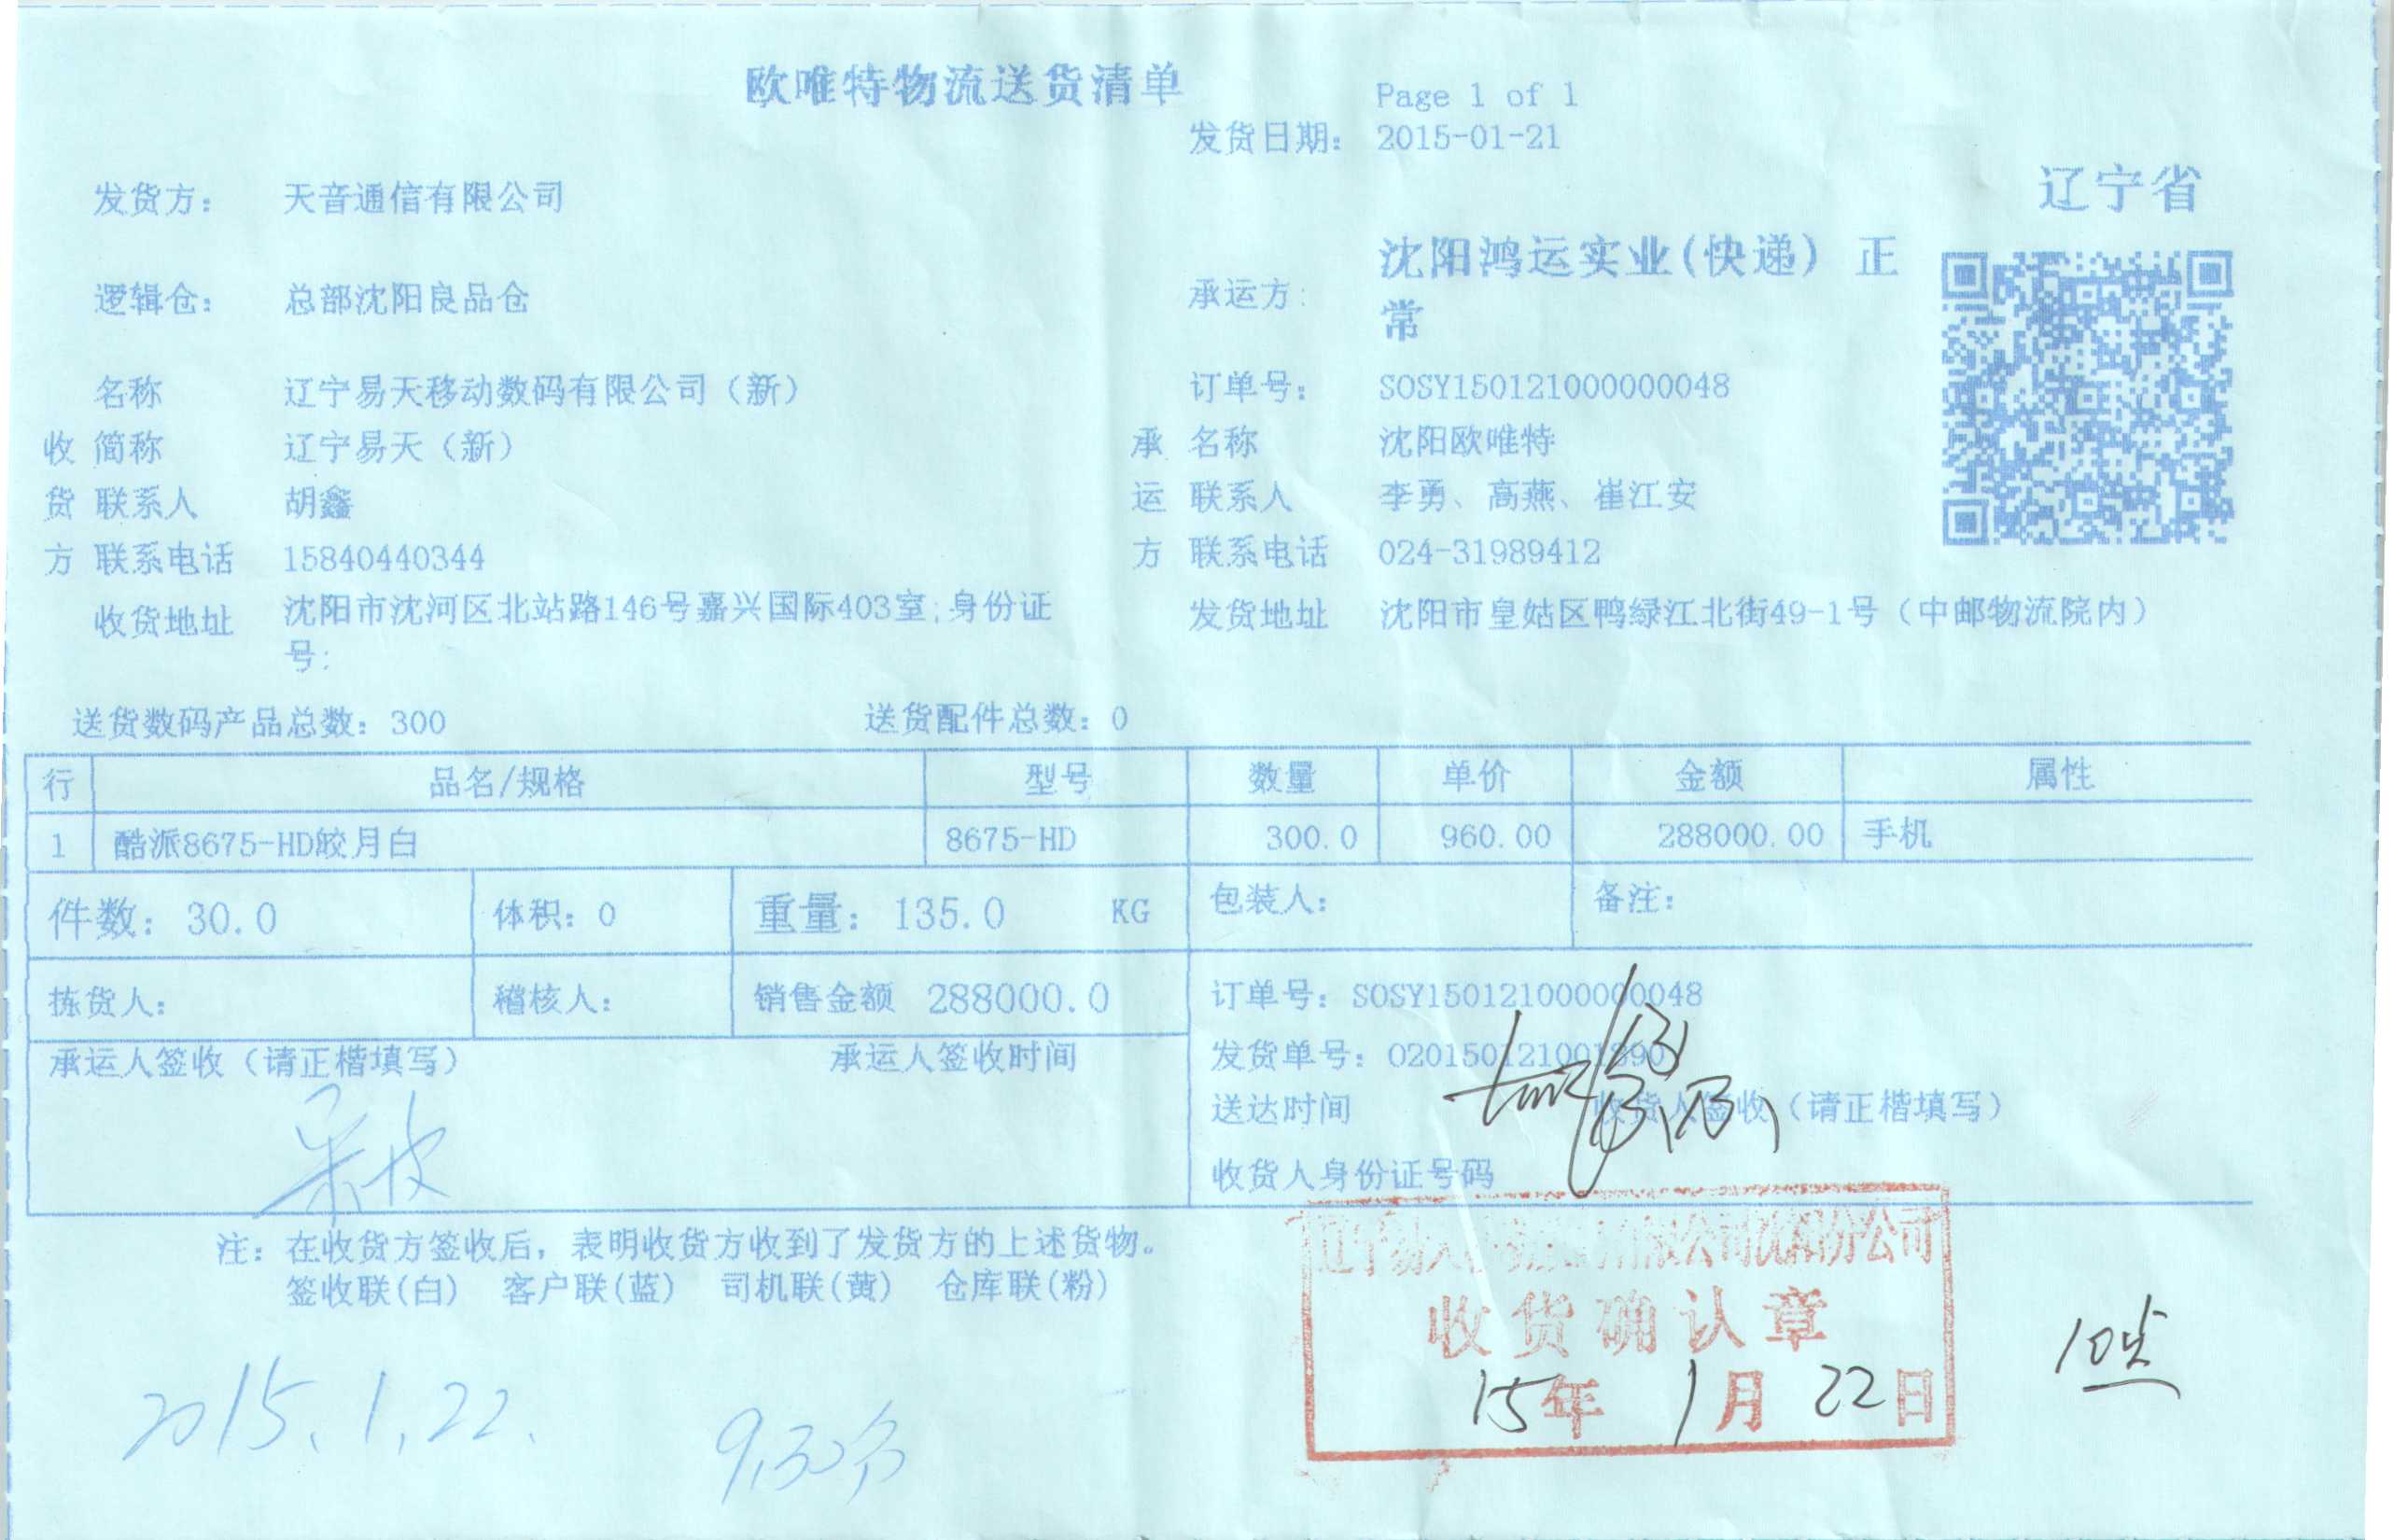 欧唯特物流送货清单
Page 1 of 1
发货日期: 2015-01-21
辽宁省
发货方: 天音通信有限公司
逻辑仓: 总部沈阳良品仓
承运方: 沈阳鸿运实业(快递) 正
常
名称 辽宁易天移动数码有限公司（新） 订单号: SOSY150121000000048
收 简称 辽宁易天（新） 承 名称 沈阳欧唯特
货 联系人 胡鑫 运 联系人 李勇、高燕、崔江安
方 联系电话 15840440344 方 联系电话 024-31989412
收货地址 沈阳市沈河区北站路146号嘉兴国际403室;身份证
号:
发货地址 沈阳市皇姑区鸭绿江北街49-1号（中邮物流院内）
送货数码产品总数: 300 送货配件总数: 0
行 品名/规格 型号 数量 单价 金额 属性
1 酷派8675-HD皎月白 8675-HD 300.0 960.00 288000.00 手机
件数: 30.0 体积: 0 重量: 135.0 KG 包装人: 备注:
拣货人: 稽核人: 销售金额 288000.0 订单号: SOSY150121000000048
承运人签收（请正楷填写） 承运人签收时间 发货单号:
送达时间 收货人签收（请正楷填写）
胡鑫
收货人身份证号码
注: 在收货方签收后，表明收货方收到了发货方的上述货物。
签收联(白) 客户联(蓝) 司机联(黄) 仓库联(粉)
收货确认章
15年 1月 22日
10点
2015.1.22.
9.30分